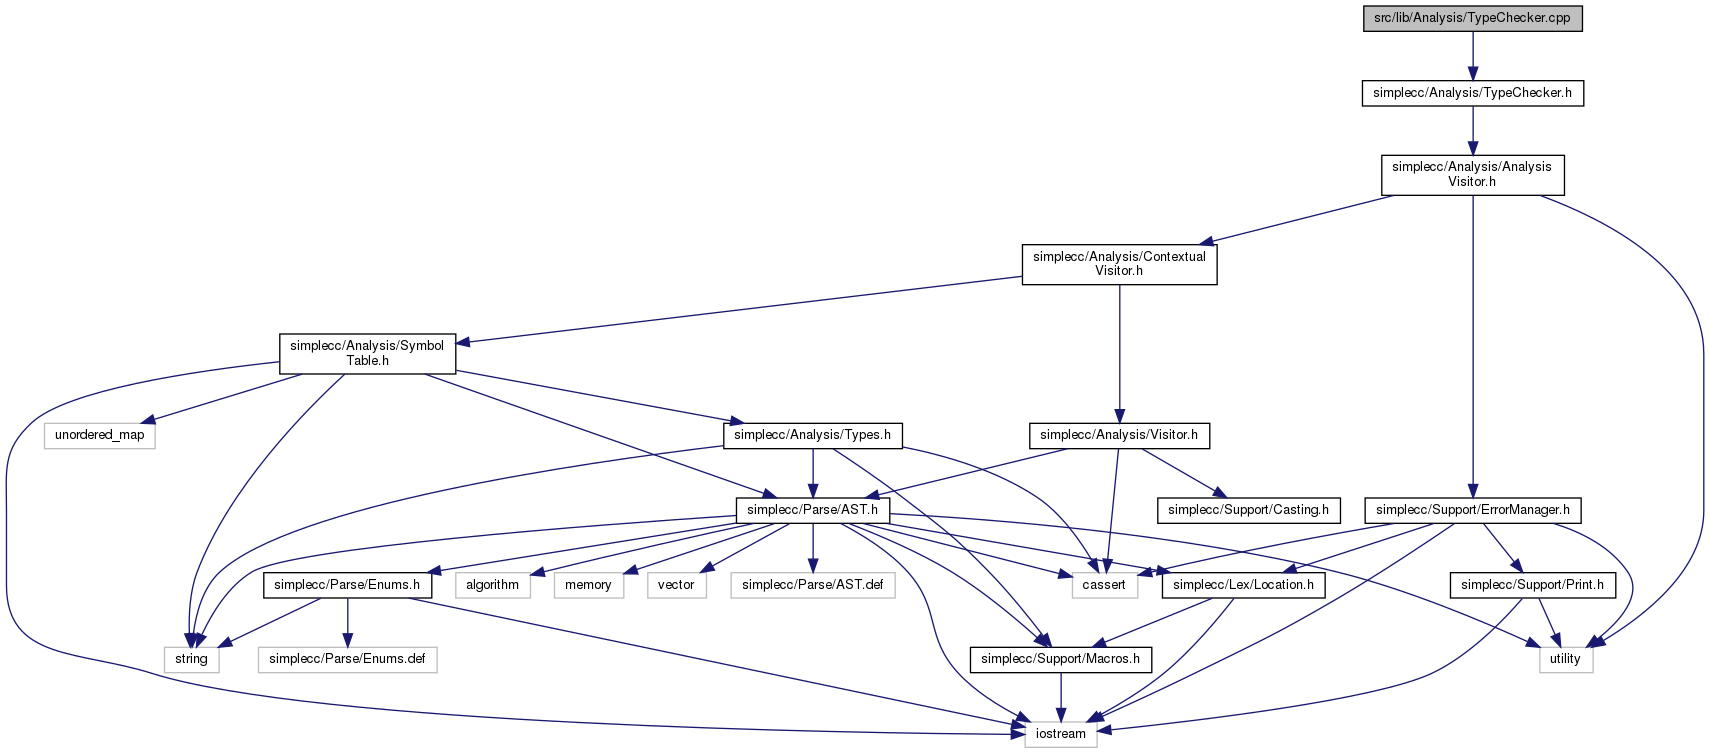 src/lib/Analysis/TypeChecker.cpp
simplecc/Analysis/TypeChecker.h
simplecc/Analysis/Analysis
Visitor.h
simplecc/Analysis/Contextual
Visitor.h
simplecc/Analysis/Symbol
Table.h
unordered_map
simplecc/Analysis/Types.h
simplecc/Analysis/Visitor.h
simplecc/Parse/AST.h
simplecc/Support/Casting.h
simplecc/Support/ErrorManager.h
simplecc/Parse/Enums.h
algorithm
memory
vector
simplecc/Parse/AST.def
cassert
simplecc/Lex/Location.h
simplecc/Support/Print.h
string
simplecc/Parse/Enums.def
simplecc/Support/Macros.h
utility
iostream